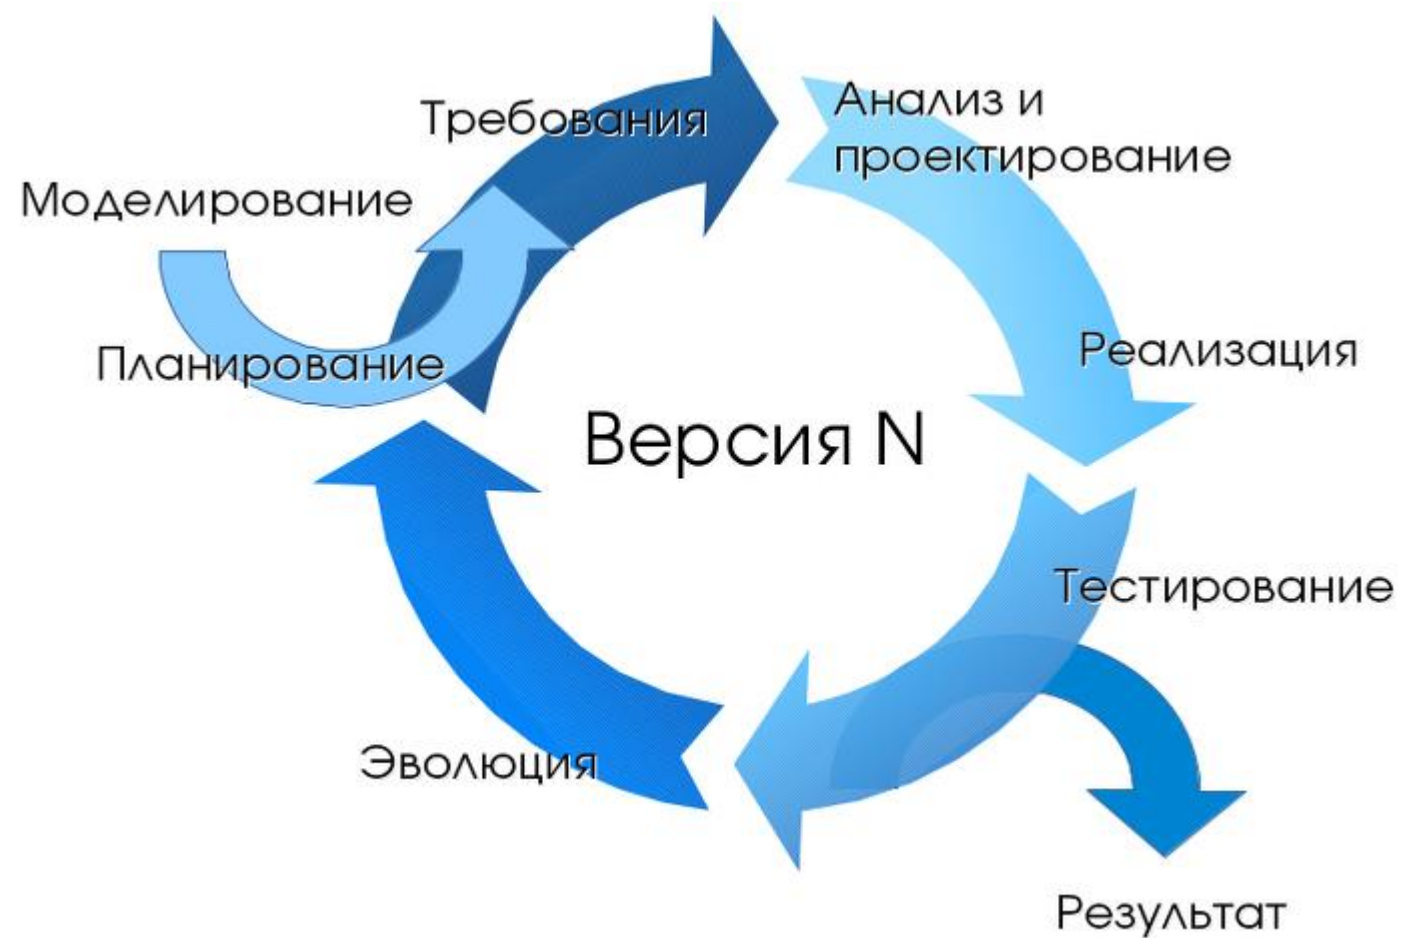 Требования
Анализ и
проектирование
Моделирование
Планирование
Реализация
Версия N
Тестирование
Эволюция
Результат